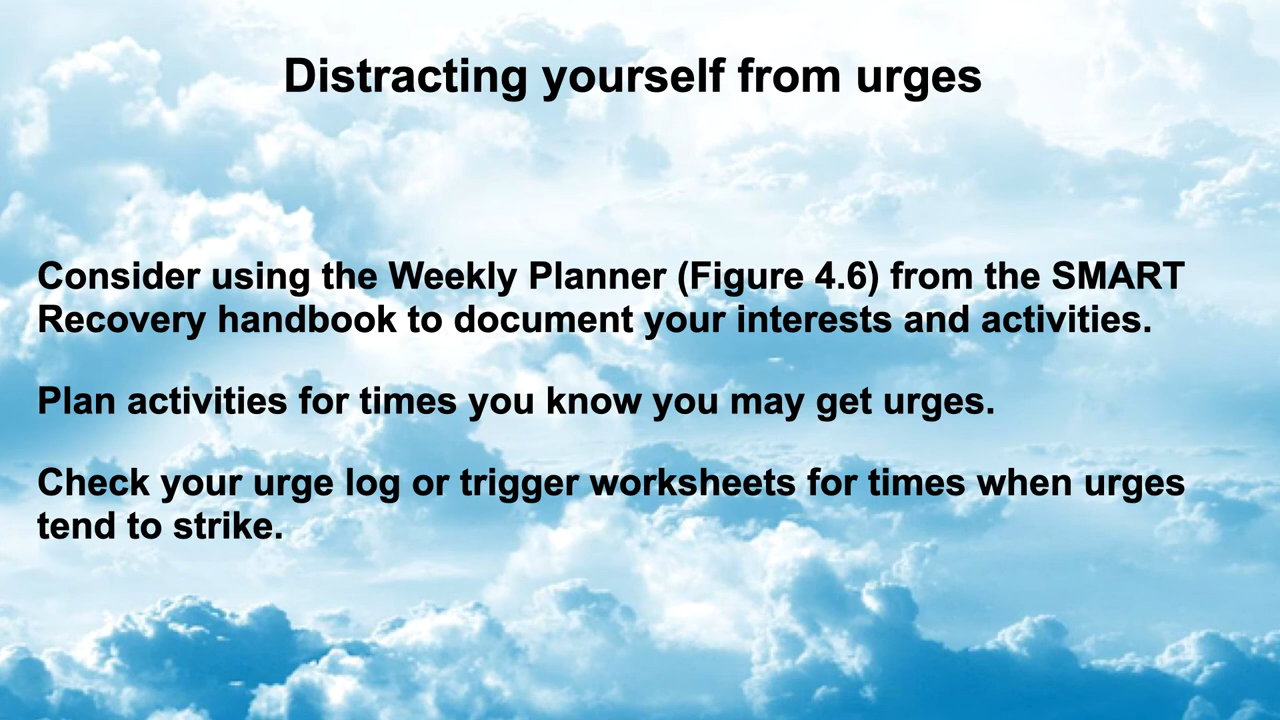 Distracting yourself from urges
Consider using the Weekly Planner (Figure 4.6) from the SMART
Recovery handbook to document your interests and activities.
Plan activities for times you know you may get urges.
Check your urge log or trigger worksheets for times when urges
tend to strike.